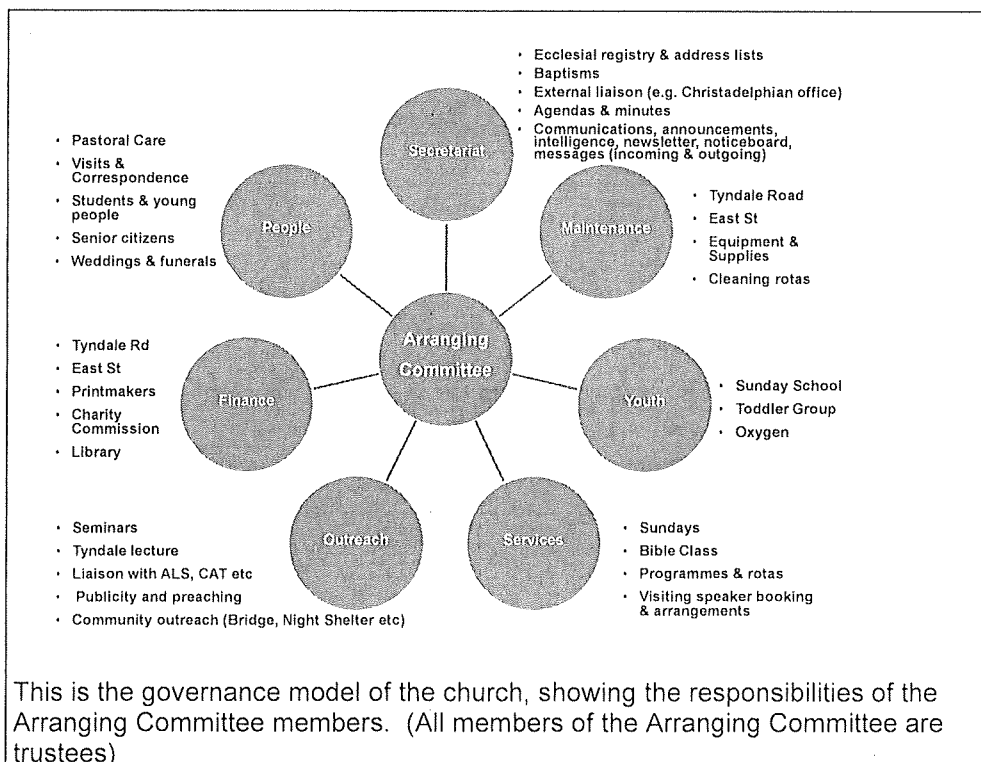 • Ecclesial registry & address lists
• Baptisms
• External liaison (e.g. Christadelphian office)
• Agendas & minutes
• Communications, announcements,
intelligence, newsletter, noticeboard,
messages (incoming & outgoing)
Secretariat
• Pastoral Care
• Visits &
Correspondence
• Students & young
people
• Senior citizens
• Weddings & funerals
People
Maintenance
• Tyndale Road
• East St
• Equipment &
Supplies
• Cleaning rotas
Arranging
Committee
• Tyndale Rd
• East St
• Printmakers
• Charity
Commission
• Library
Finance
Youth
• Sunday School
• Toddler Group
• Oxygen
• Seminars
• Tyndale lecture
• Liaison with ALS, CAT etc
• Publicity and preaching
• Community outreach (Bridge, Night Shelter etc)
Outreach
Services
• Sundays
• Bible Class
• Programmes & rotas
• Visiting speaker booking
& arrangements
This is the governance model of the church, showing the responsibilities of the
Arranging Committee members. (All members of the Arranging Committee are
trustees)